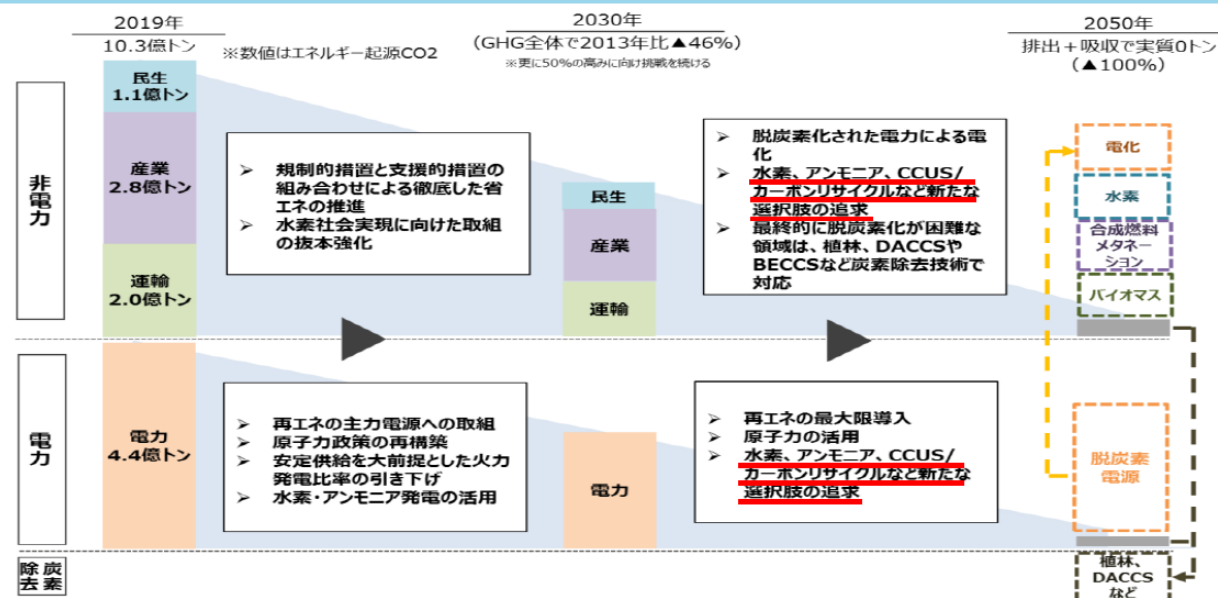 2019年
10.3億トン
※数値はエネルギー起源CO2
2030年
(GHG全体で2013年比▲46%)
※更に50%の高みに向け挑戦を続ける
2050年
排出+吸収で実質0トン
(▲100%)
非電力
民生
1.1億トン
産業
2.8億トン
運輸
2.0億トン
➢ 規制的措置と支援的措置の
組み合わせによる徹底した省
エネの推進
➢ 水素社会実現に向けた取組
の抜本強化
民生
産業
運輸
➢ 脱炭素化された電力による電
化
➢ 水素、アンモニア、CCUS/
カーボンリサイクルなど新たな
選択肢の追求
➢ 最終的に脱炭素化が困難な
領域は、植林、DACCSや
BECCSなど炭素除去技術で
対応
電化
水素
合成燃料
メタネー
ション
バイオマス
電力
電力
4.4億トン
➢ 再エネの主力電源への取組
➢ 原子力政策の再構築
➢ 安定供給を大前提とした火力
発電比率の引き下げ
➢ 水素・アンモニア発電の活用
電力
➢ 再エネの最大限導入
➢ 原子力の活用
➢ 水素、アンモニア、CCUS/
カーボンリサイクルなど新たな
選択肢の追求
脱炭素
電源
炭素
除去
植林、
DACCS
など